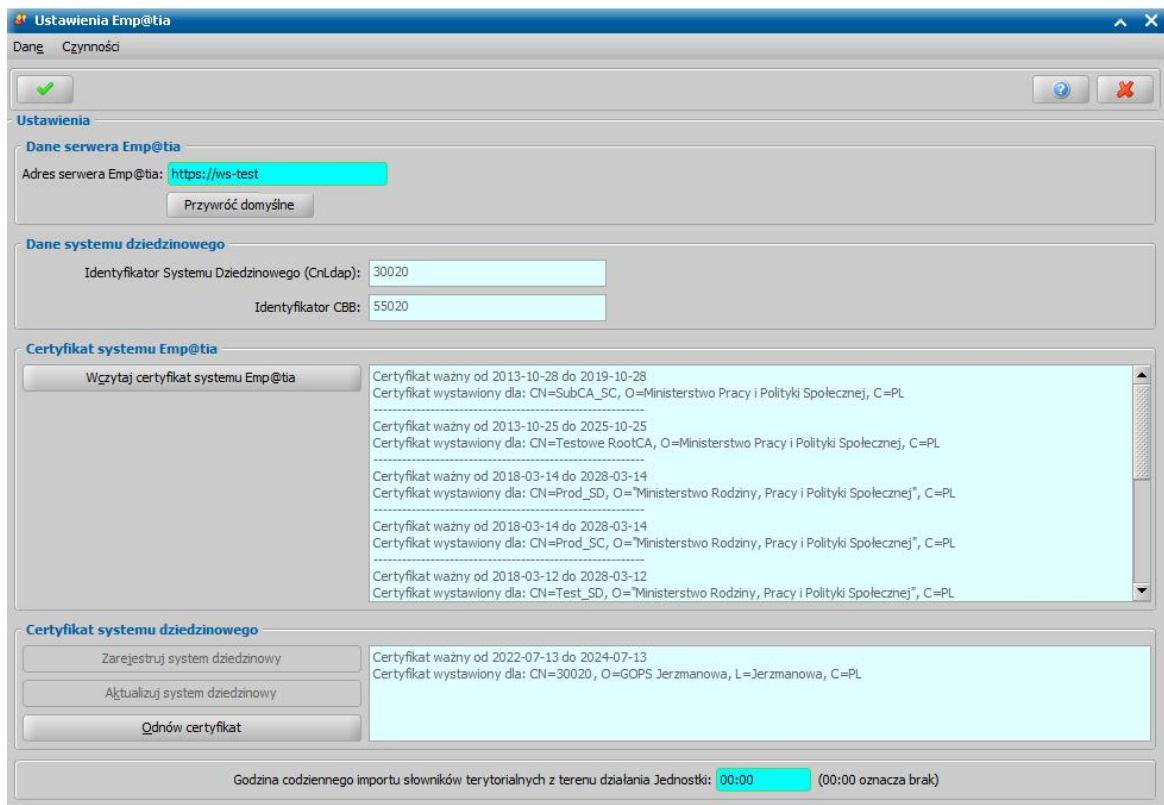 Ustawienia Emp@tia
Dane Czynności
Ustawienia
Dane serwera Emp@tia
Adres serwera Emp@tia: https://ws-test
Przywróć domyślne
Dane systemu dziedzinowego
Identyfikator Systemu Dziedzinowego (CnLdap): 30020
Identyfikator CBB: 55020
Certyfikat systemu Emp@tia
Wczytaj certyfikat systemu Emp@tia
Certyfikat ważny od 2013-10-28 do 2019-10-28
Certyfikat wystawiony dla: CN=SubCA_SC, O=Ministerstwo Pracy i Polityki Społecznej, C=PL
------------------------------------------------------------
Certyfikat ważny od 2013-10-25 do 2025-10-25
Certyfikat wystawiony dla: CN=Testowe RootCA, O=Ministerstwo Pracy i Polityki Społecznej, C=PL
------------------------------------------------------------
Certyfikat ważny od 2018-03-14 do 2028-03-14
Certyfikat wystawiony dla: CN=Prod_SD, O="Ministerstwo Rodziny, Pracy i Polityki Społecznej", C=PL
------------------------------------------------------------
Certyfikat ważny od 2018-03-14 do 2028-03-14
Certyfikat wystawiony dla: CN=Prod_SC, O="Ministerstwo Rodziny, Pracy i Polityki Społecznej", C=PL
------------------------------------------------------------
Certyfikat ważny od 2018-03-12 do 2028-03-12
Certyfikat wystawiony dla: CN=Test_SD, O="Ministerstwo Rodziny, Pracy i Polityki Społecznej", C=PL
Certyfikat systemu dziedzinowego
Zarejestruj system dziedzinowy
Aktualizuj system dziedzinowy
Odnów certyfikat
Certyfikat ważny od 2022-07-13 do 2024-07-13
Certyfikat wystawiony dla: CN=30020, O=GOPS Jerzmanowa, L=Jerzmanowa, C=PL
Godzina codziennego importu słowników terytorialnych z terenu działania Jednostki: 00:00 (00:00 oznacza brak)